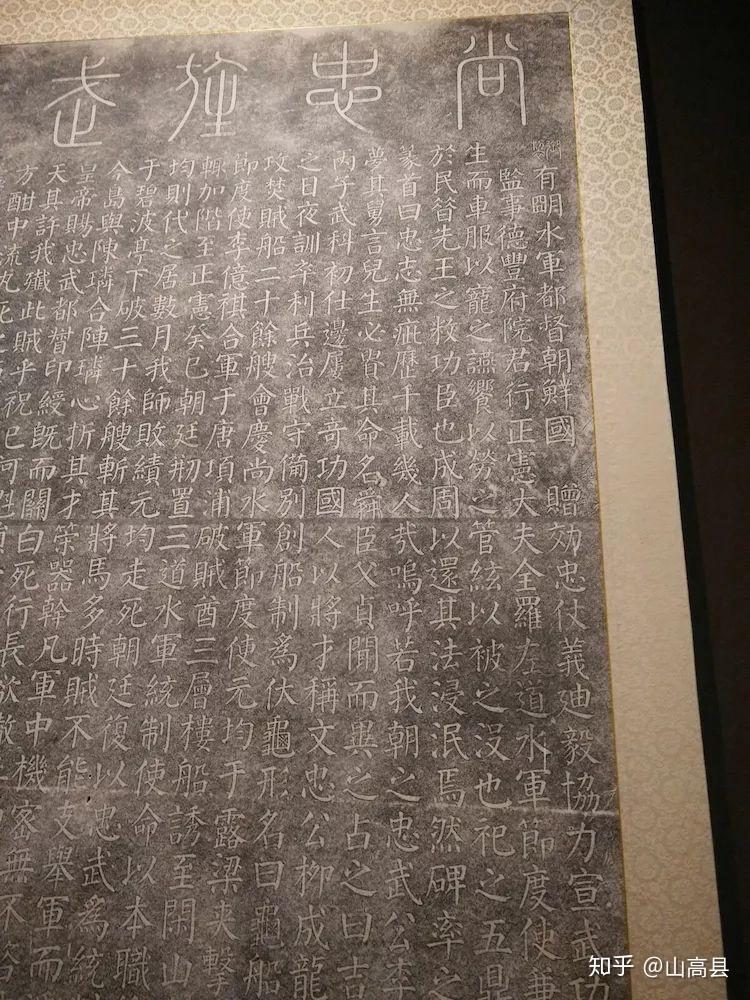 尚忠旌武
有明水軍都督朝鮮國 贈効忠仗義廸毅協力宣武功
監事德豐府院君行正憲大夫全羅左道水軍節度使兼
生而車服以寵之讌饗以勞之管絃以被之沒也祀之五鼎
於民先王之敎功臣也成周以還其法浸泯焉然碑率之
篆首曰忠志無疵歷千載幾人哉嗚呼若我朝之忠武公李
夢其舅言兒生必貴其命名舜臣父貞聞而異之占之曰吉
丙子武科初仕邊屢立奇功國人以將才稱文忠公柳成龍
之日夜訓卒利兵治戰守備別創船制爲伏龜形名曰龜船
攻焚賊船二十餘艘會慶尚水軍節度使元均于露梁夾擊
節度使李億祺合軍于唐項浦破賊酋三層樓船誘至閑山
輒加階至正憲癸巳朝廷刱置三道水軍統制使命以本職
均則代之居數月我師敗績元均走死朝廷復以忠武爲統
于碧波亭下破三十餘艘斬其將馬多時賊不能支舉軍而
今島與陳璘合陣璘心折其才策器幹凡軍中機密無不咨
皇帝賜忠武都督印綬既而關白死行長欲撤
天其許我殲此賊乎祝已何
方酣中流丸死
知乎 @山高县